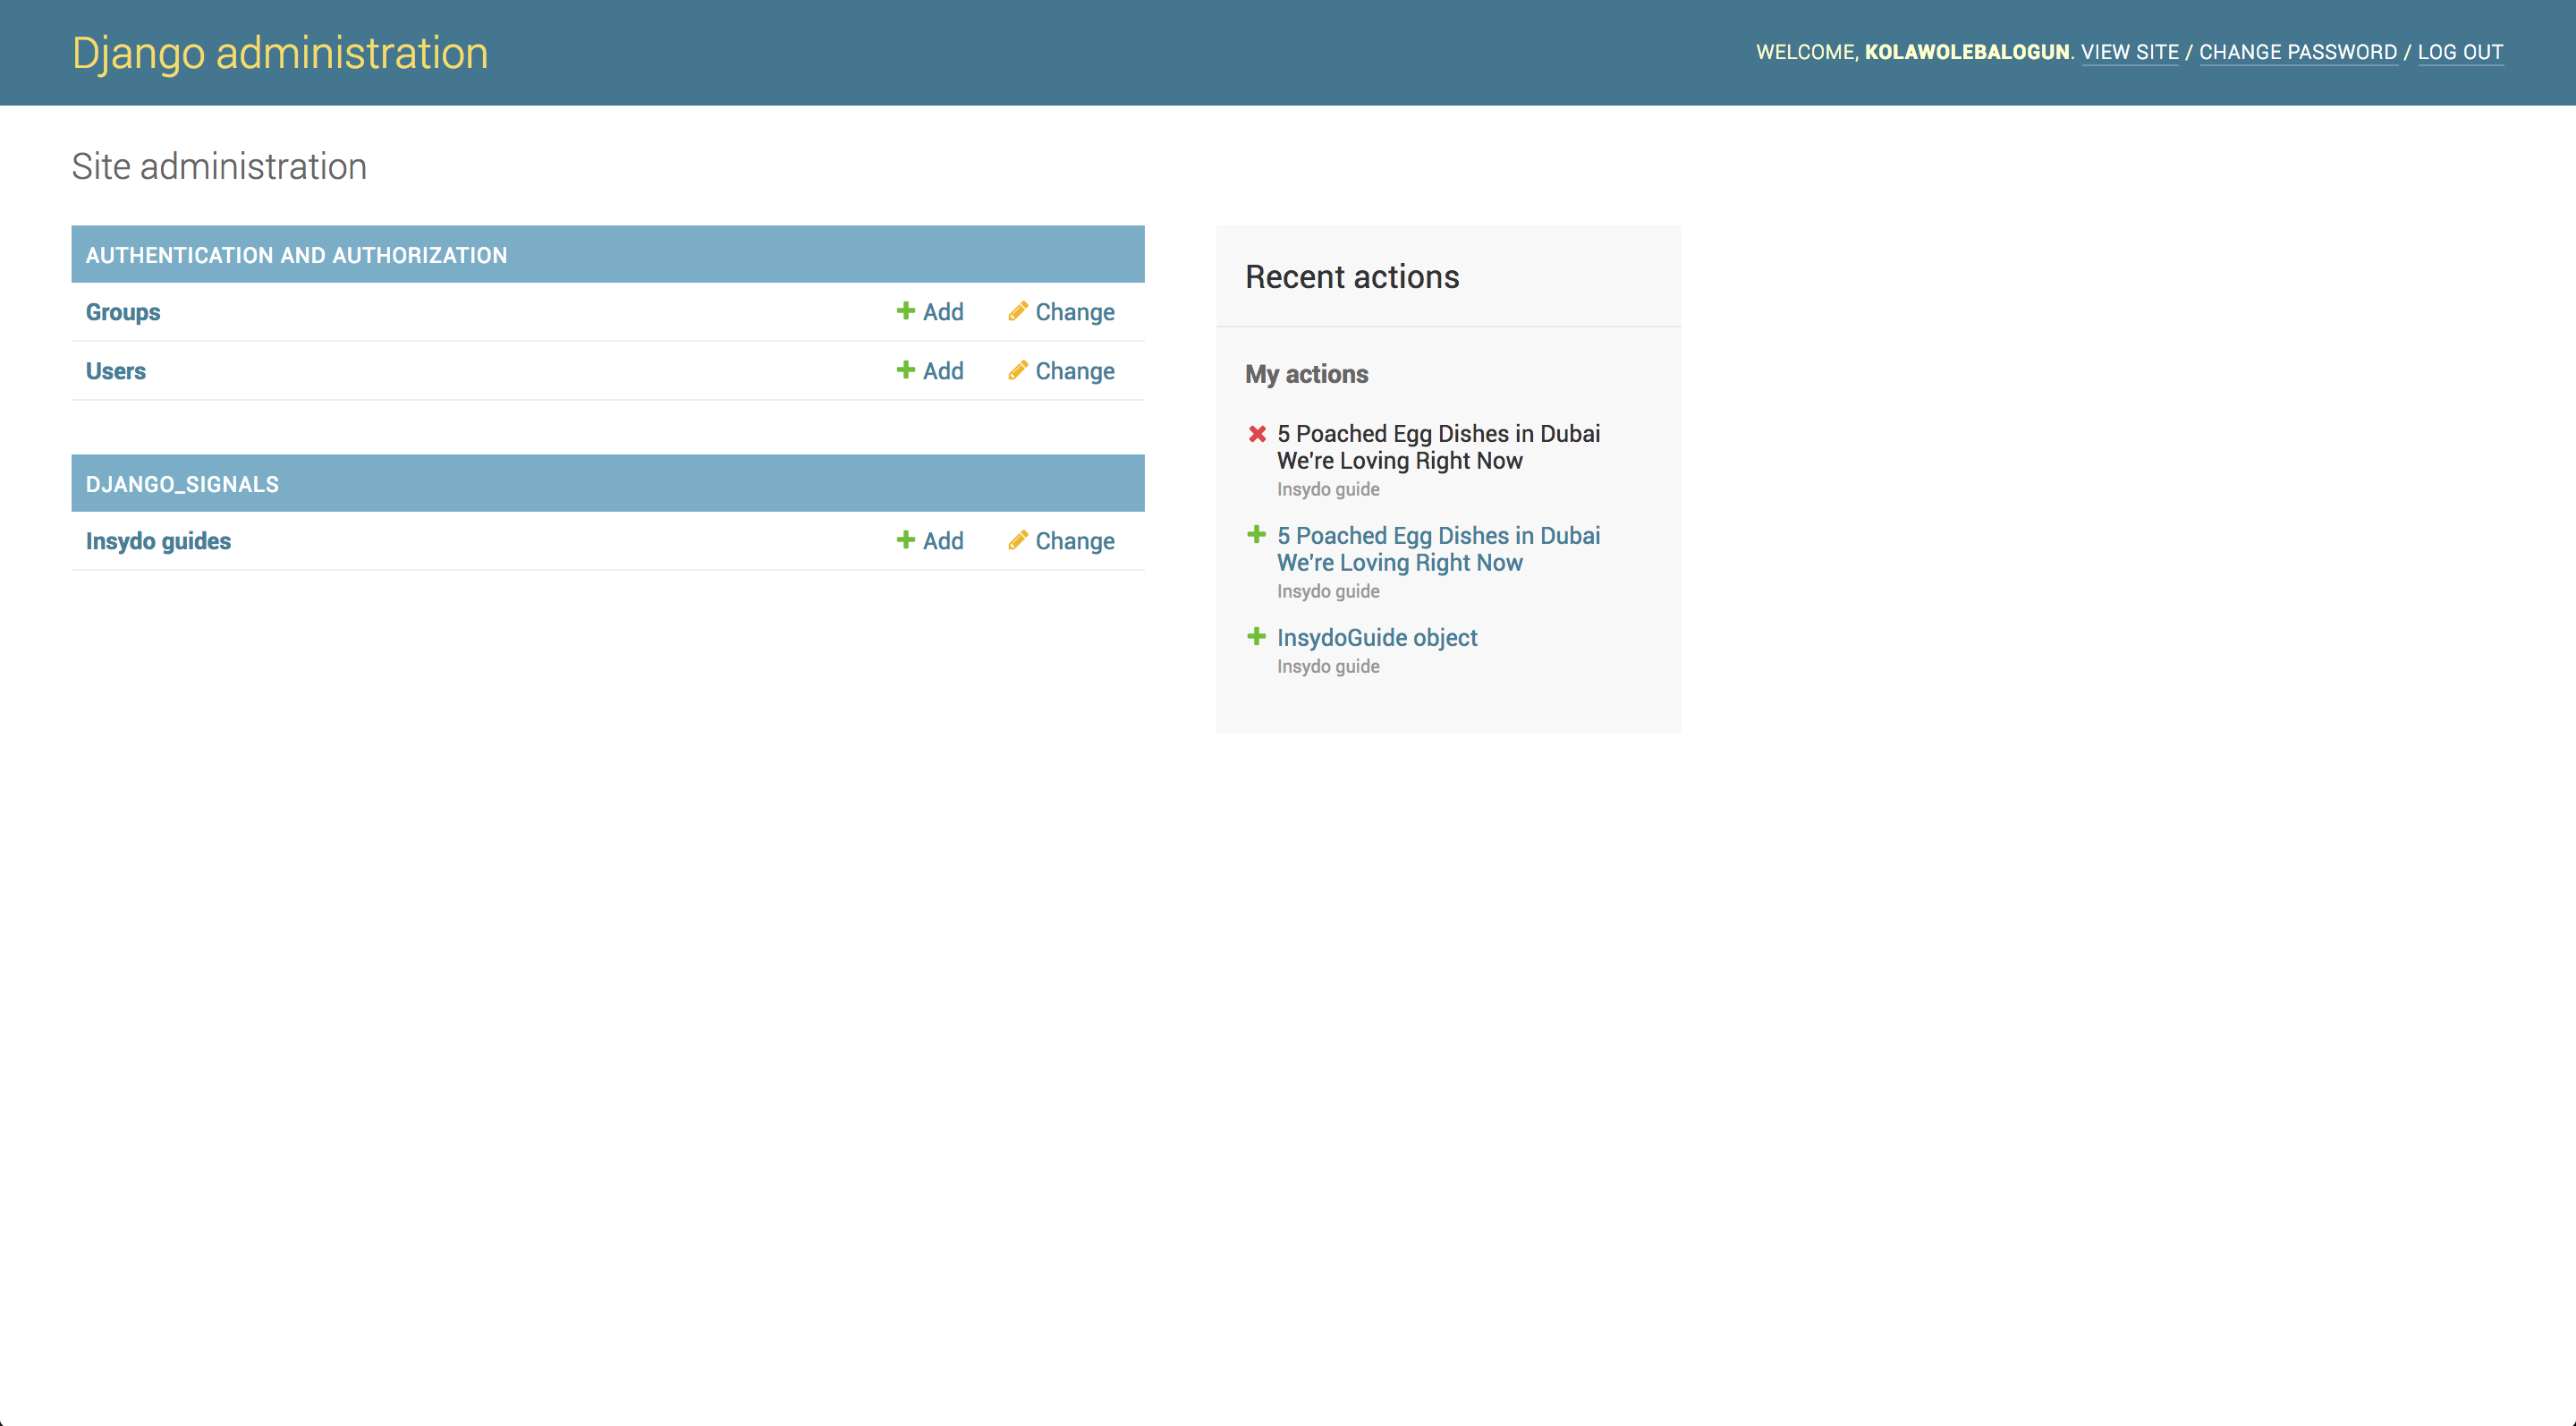 Django administration
WELCOME, KOLAWOLEBALOGUN. VIEW SITE / CHANGE PASSWORD / LOG OUT
Site administration
AUTHENTICATION AND AUTHORIZATION
Groups Add Change
Users Add Change
DJANGO_SIGNALS
Insydo guides Add Change
Recent actions
My actions
5 Poached Egg Dishes in Dubai
We're Loving Right Now
Insydo guide
5 Poached Egg Dishes in Dubai
We're Loving Right Now
Insydo guide
InsydoGuide object
Insydo guide